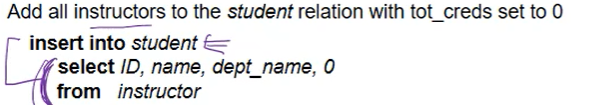 Add all instructors to the student relation with tot_creds set to 0
insert into student
select ID, name, dept_name, 0
from instructor